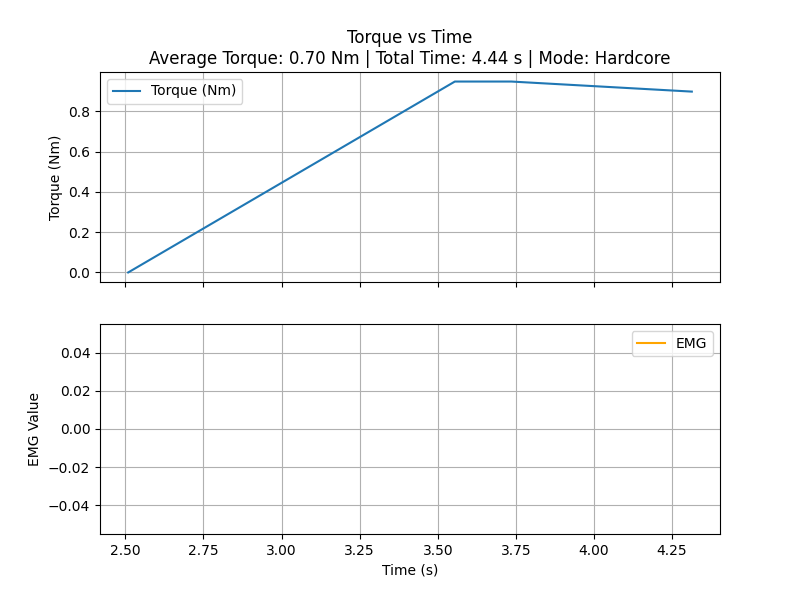 Torque vs Time
Average Torque: 0.70 Nm | Total Time: 4.44 s | Mode: Hardcore
Torque (Nm)
Torque (Nm)
0.8
0.6
0.4
0.2
0.0
EMG
EMG Value
0.04
0.02
0.00
−0.02
−0.04
2.50 2.75 3.00 3.25 3.50 3.75 4.00 4.25
Time (s)